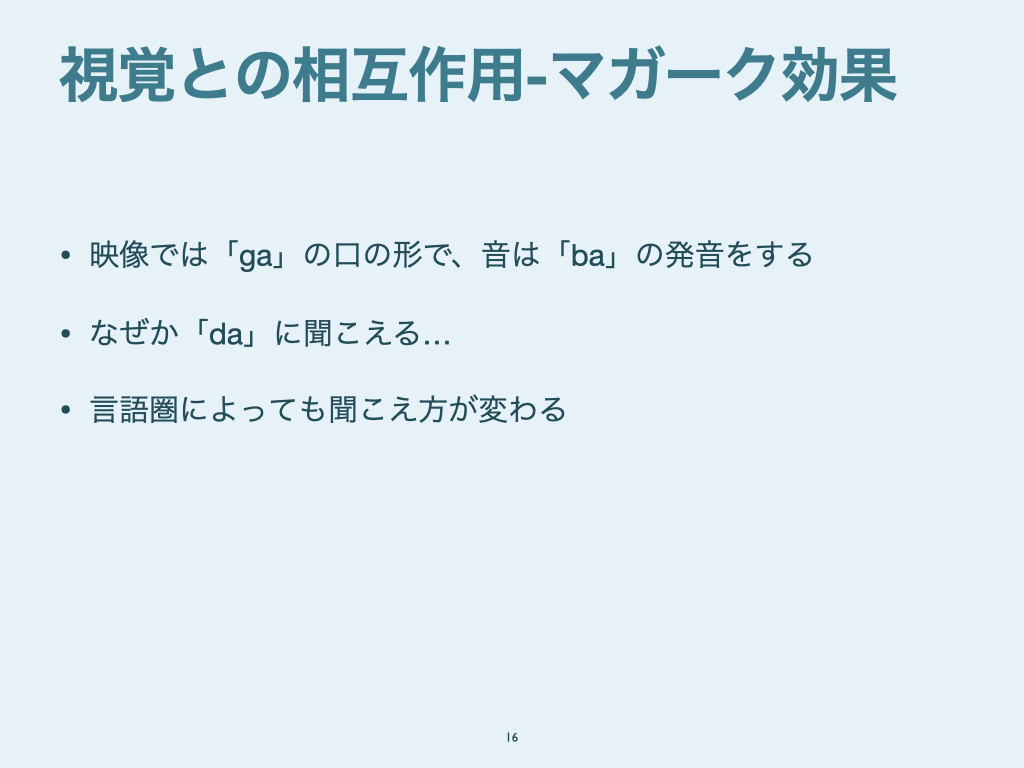 視覚との相互作用-マガーク効果
• 映像では「ga」の口の形で、音は「ba」の発音をする
• なぜか「da」に聞こえる…
• 言語圏によっても聞こえ方が変わる
16